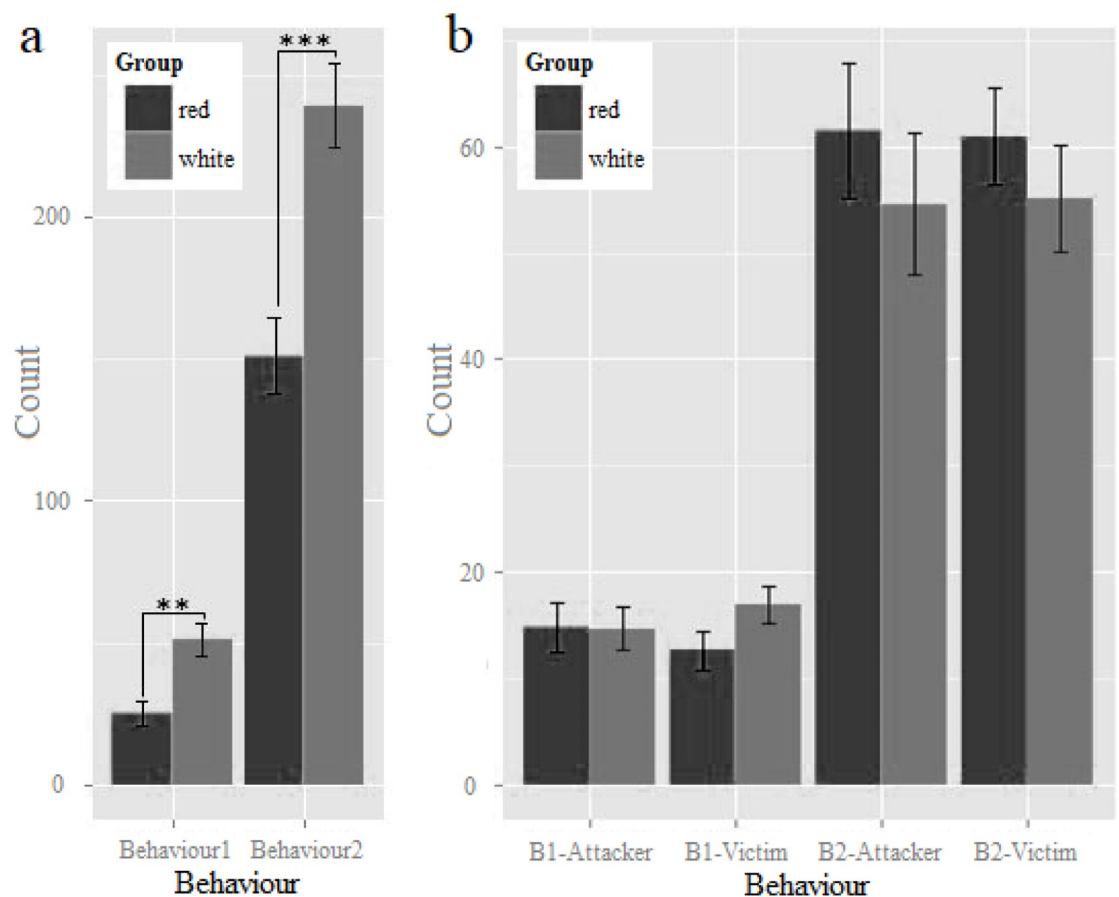 a
***
Group
red
white
200
100
**
0
Count
Behaviour1 Behaviour2
Behaviour
b
Group
red
white
60
40
20
0
Count
B1-Attacker B1-Victim B2-Attacker B2-Victim
Behaviour